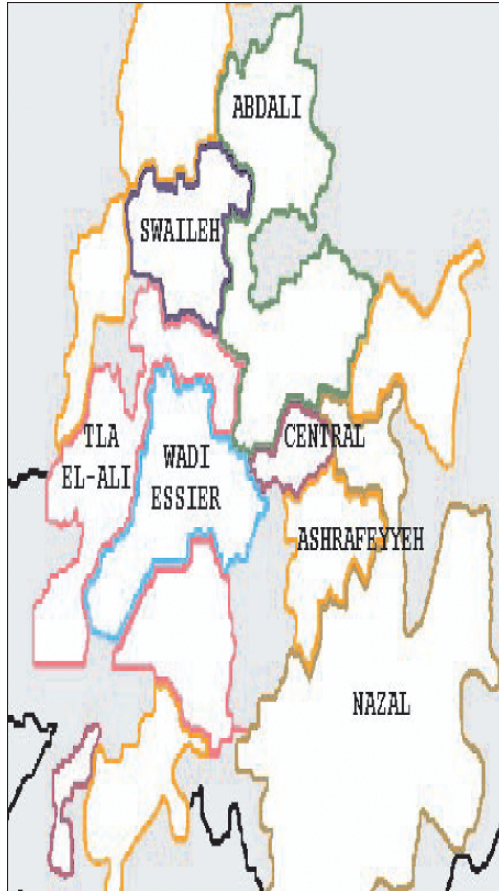 ABDALI
SWAILEH
TLA
EL-ALI
WADI
ESSIER
CENTRAL
ASHRAFEYYEH
NAZAL